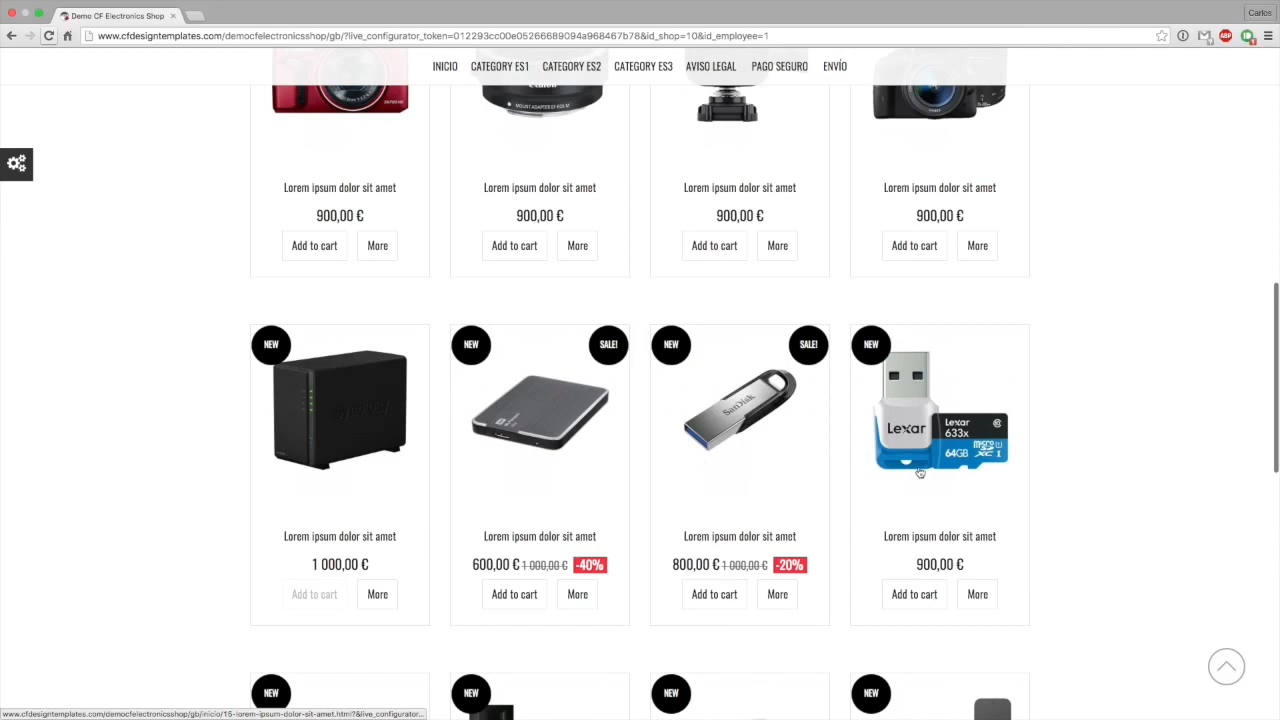 Demo CF Electronics Shop
Carlos
www.cfdesigntemplates.com/democfelectronicsshop/gb/?live_configurator_token=012293cc00e05266689094a968467b78&id_shop=10&id_employee=1
INICIO CATEGORY ES1 CATEGORY ES2 CATEGORY ES3 AVISO LEGAL PAGO SEGURO ENVÍO
Canon
MOUNT ADAPTER EF-EOS M
Lorem ipsum dolor sit amet Lorem ipsum dolor sit amet Lorem ipsum dolor sit amet Lorem ipsum dolor sit amet
900,00 € 900,00 € 900,00 € 900,00 €
Add to cart More Add to cart More Add to cart More Add to cart More
NEW NEW SALE! NEW SALE! NEW
Synology
WD
SanDisk
Lexar
Lexar
633x
64GB microSD XC I
Lorem ipsum dolor sit amet Lorem ipsum dolor sit amet Lorem ipsum dolor sit amet Lorem ipsum dolor sit amet
1 000,00 € 600,00 € 1 000,00 € -40% 800,00 € 1 000,00 € -20% 900,00 €
Add to cart More Add to cart More Add to cart More Add to cart More
NEW NEW NEW NEW
www.cfdesigntemplates.com/democfelectronicsshop/gb/inicio/15-lorem-ipsum-dolor-sit-amet.html?&live_configurator...